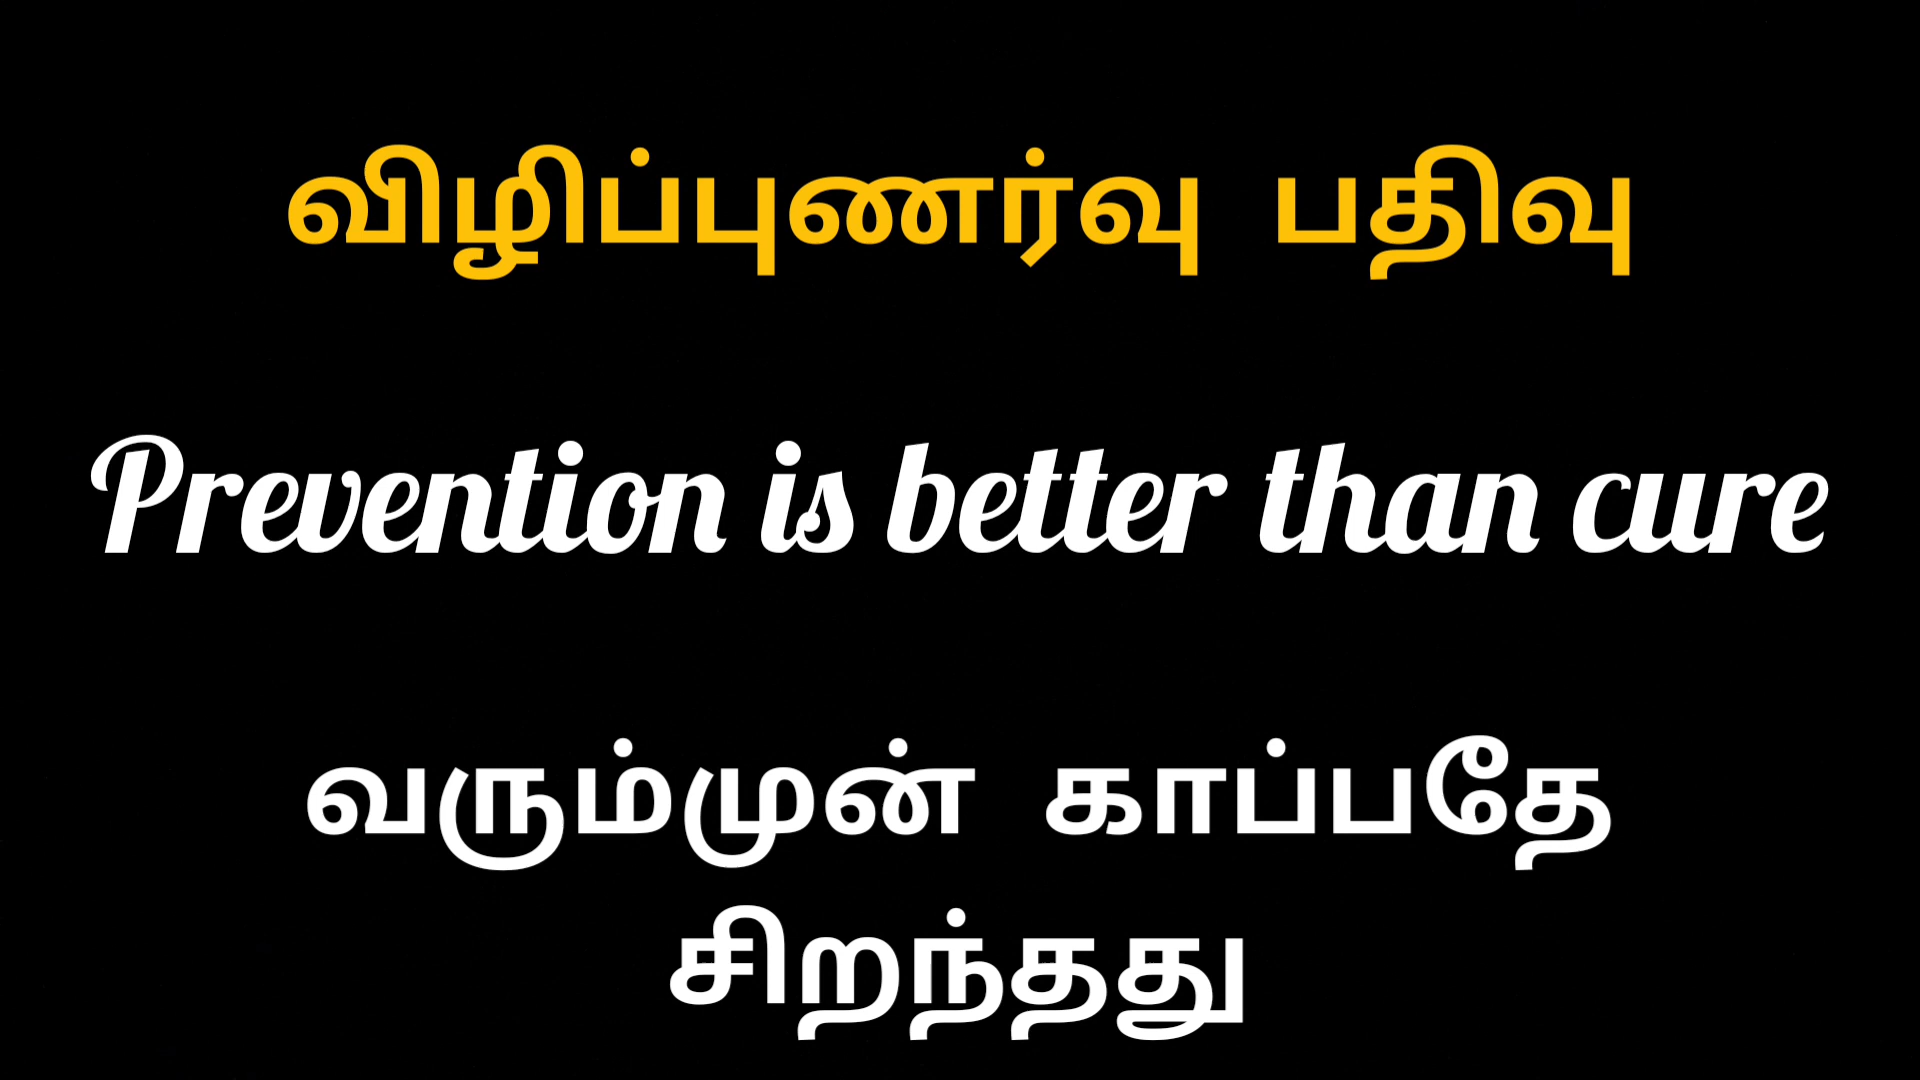 விழிப்புணர்வு பதிவு
Prevention is better than cure
வரும்முன் காப்பதே
சிறந்தது